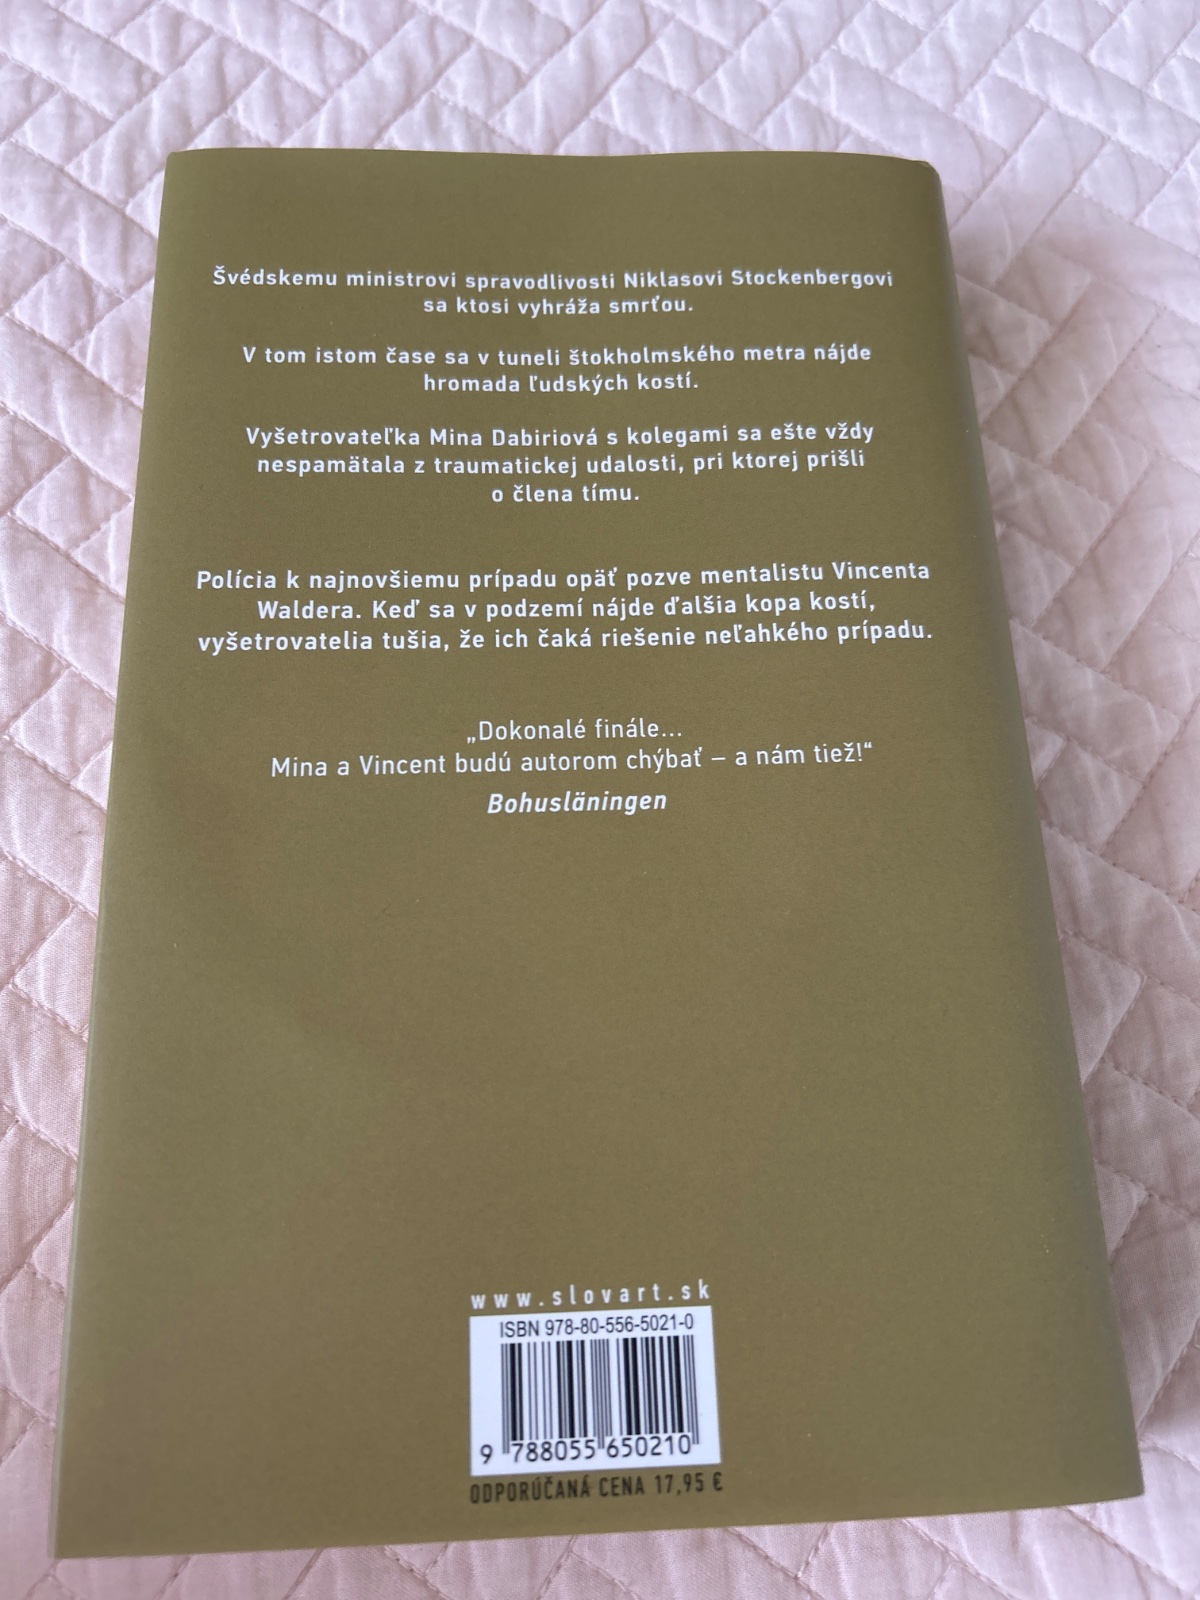 Švédskemu ministrovi spravodlivosti Niklasovi Stockenbergovi
sa ktosi vyhráža smrťou.
V tom istom čase sa v tuneli štokholmského metra nájde
hromada ľudských kostí.
Vyšetrovateľka Mina Dabiriová s kolegami sa ešte vždy
nespamätala z traumatickej udalosti, pri ktorej prišli
o člena tímu.
Polícia k najnovšiemu prípadu opäť pozve mentalistu Vincenta
Waldera. Keď sa v podzemí nájde ďalšia kopa kostí,
vyšetrovatelia tušia, že ich čaká riešenie neľahkého prípadu.
„Dokonalé finále...
Mina a Vincent budú autorom chýbať – a nám tiež!“
Bohusläningen
www.slovart.sk
ISBN 978-80-556-5021-0
9 788055 650210
ODPORÚČANÁ CENA 17,95 €